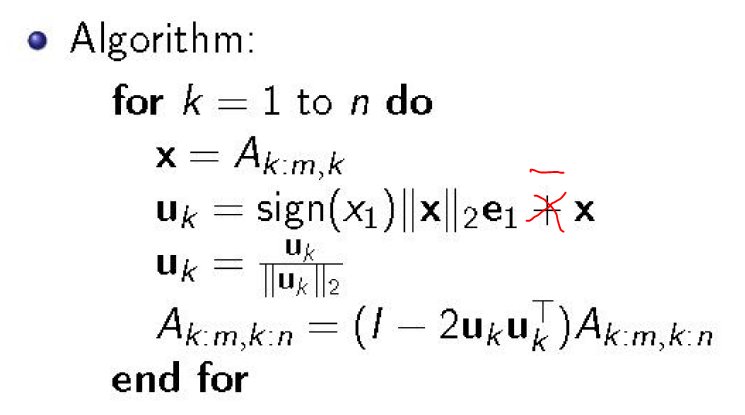 Algorithm:
for k = 1 to n do
x = A_{k:m,k}
u_k = sign(x_1)‖x‖_2 e_1 + − x
u_k = u_k / ‖u_k‖_2
A_{k:m,k:n} = (I − 2u_k u_k^⊤)A_{k:m,k:n}
end for